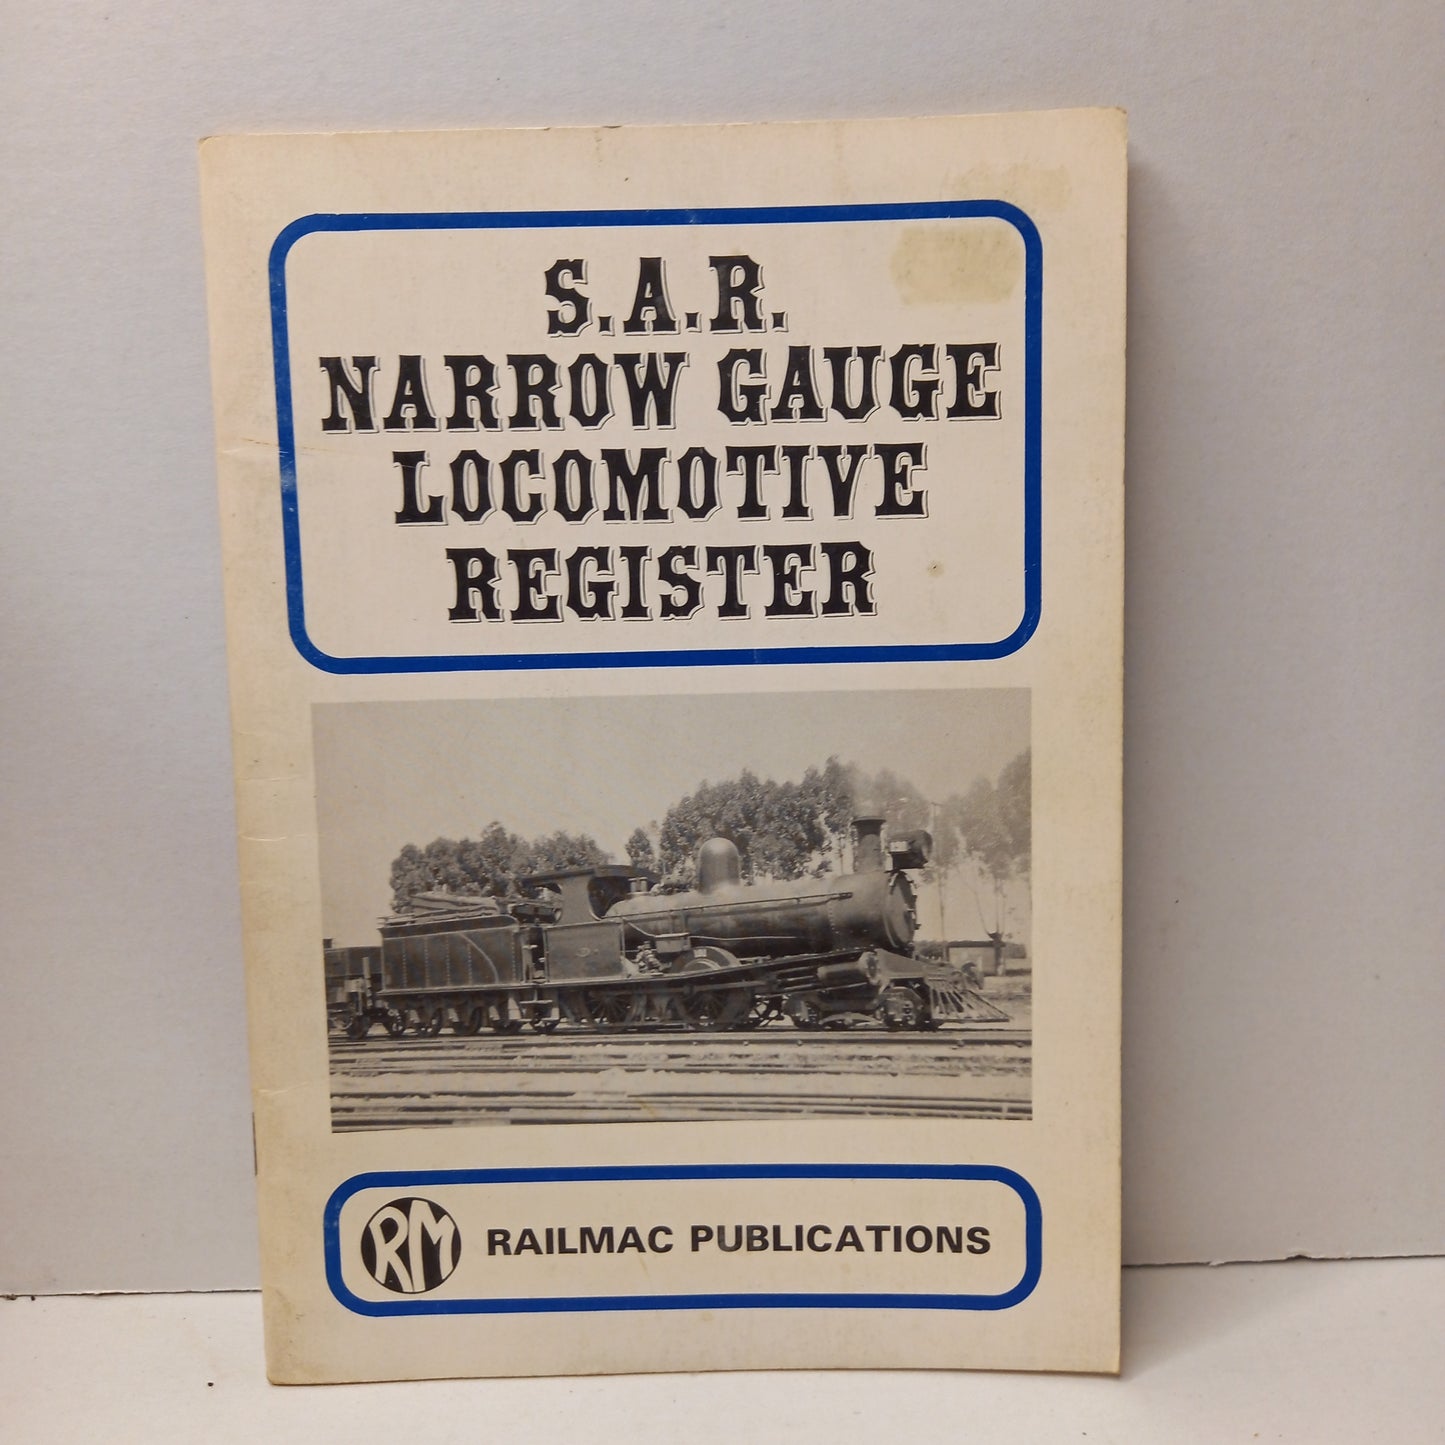 S.A.R.
NARROW GAUGE
LOCOMOTIVE
REGISTER
RM RAILMAC PUBLICATIONS